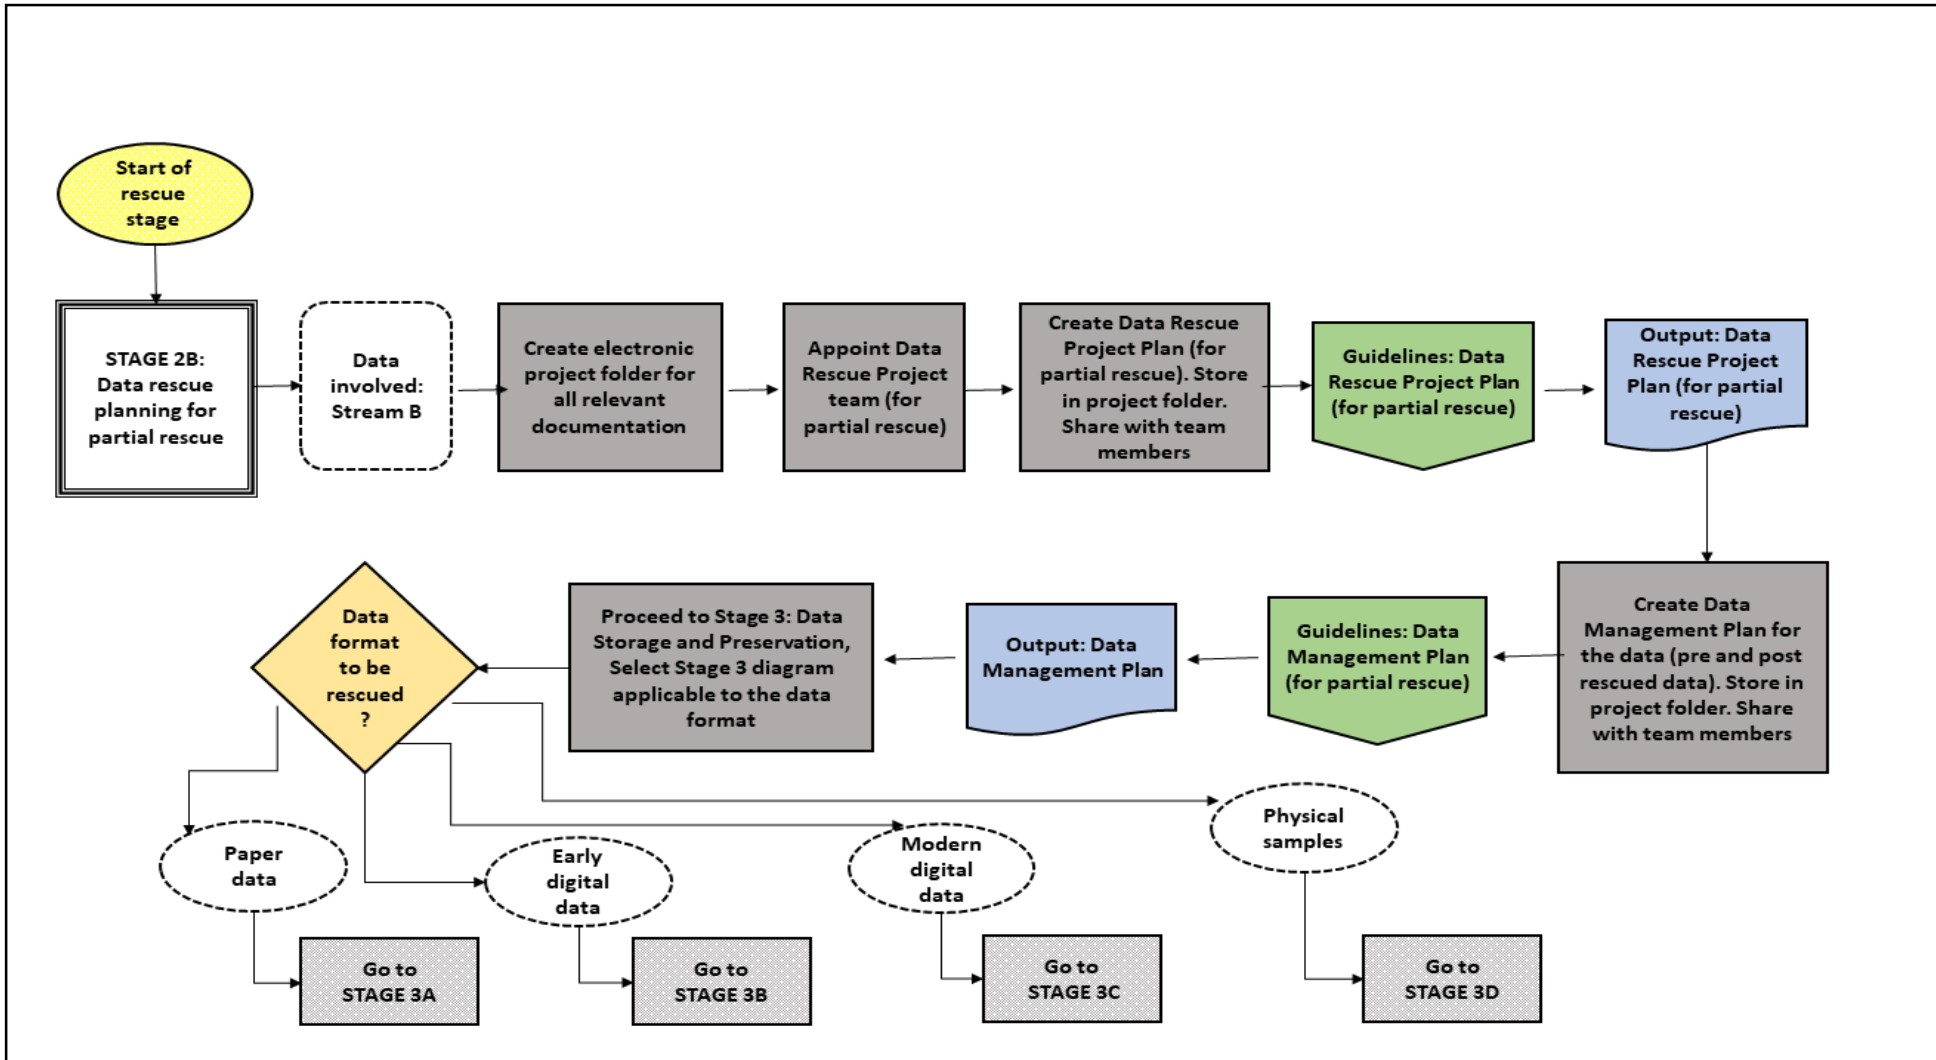 Start of
rescue
stage
STAGE 2B:
Data rescue
planning for
partial rescue
Data
involved:
Stream B
Create electronic
project folder for
all relevant
documentation
Appoint Data
Rescue Project
team (for
partial rescue)
Create Data Rescue
Project Plan (for
partial rescue). Store
in project folder.
Share with team
members
Guidelines: Data
Rescue Project Plan
(for partial rescue)
Output: Data
Rescue Project
Plan (for partial
rescue)
Create Data
Management Plan for
the data (pre and post
rescued data). Store in
project folder. Share
with team members
Guidelines: Data
Management Plan
(for partial rescue)
Output: Data
Management Plan
Proceed to Stage 3: Data
Storage and Preservation,
Select Stage 3 diagram
applicable to the data
format
Data
format
to be
rescued
?
Paper
data
Early
digital
data
Modern
digital
data
Physical
samples
Go to
STAGE 3A
Go to
STAGE 3B
Go to
STAGE 3C
Go to
STAGE 3D